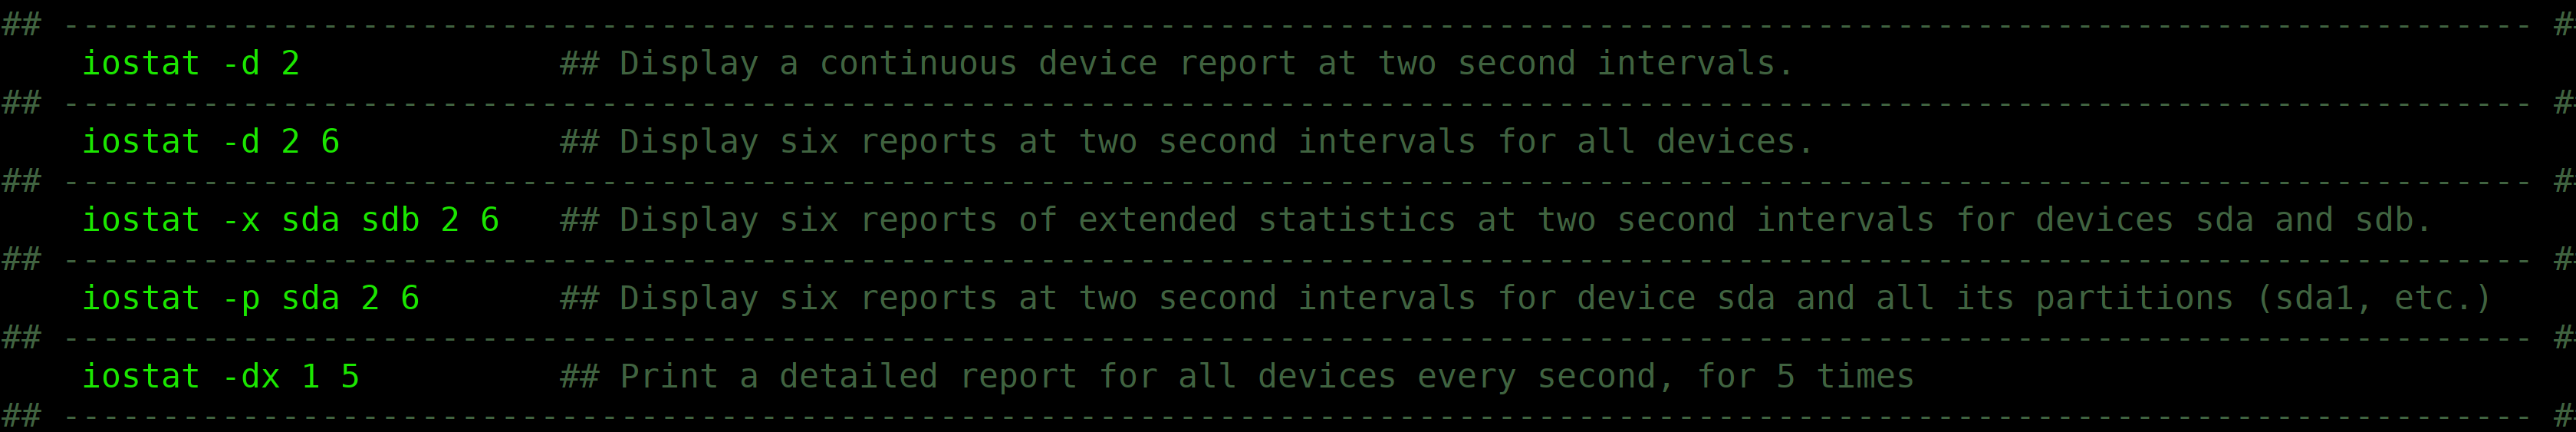 ## ---------------------------------------------------------------------------------------------------------------------------- ##
    iostat -d 2             ## Display a continuous device report at two second intervals.
## ---------------------------------------------------------------------------------------------------------------------------- ##
    iostat -d 2 6           ## Display six reports at two second intervals for all devices.
## ---------------------------------------------------------------------------------------------------------------------------- ##
    iostat -x sda sdb 2 6   ## Display six reports of extended statistics at two second intervals for devices sda and sdb.
## ---------------------------------------------------------------------------------------------------------------------------- ##
    iostat -p sda 2 6       ## Display six reports at two second intervals for device sda and all its partitions (sda1, etc.)
## ---------------------------------------------------------------------------------------------------------------------------- ##
    iostat -dx 1 5          ## Print a detailed report for all devices every second, for 5 times
## ---------------------------------------------------------------------------------------------------------------------------- ##